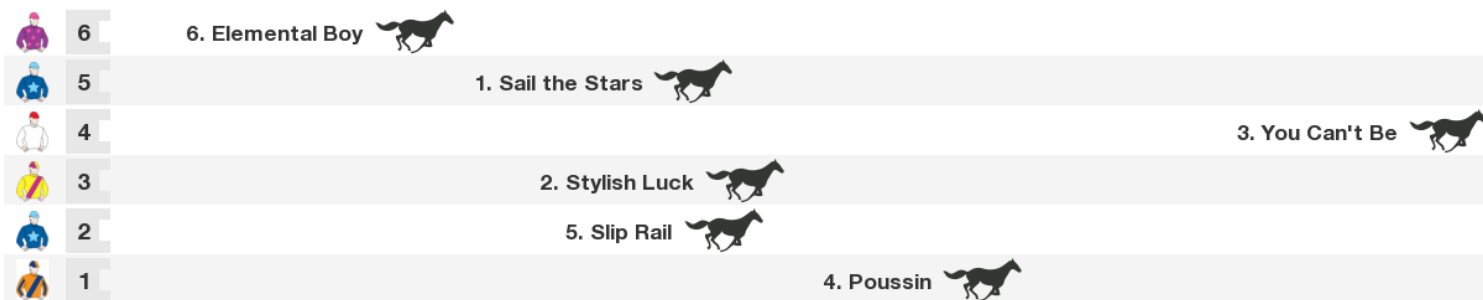 6 6. Elemental Boy
5 1. Sail the Stars
4 3. You Can't Be
3 2. Stylish Luck
2 5. Slip Rail
1 4. Poussin